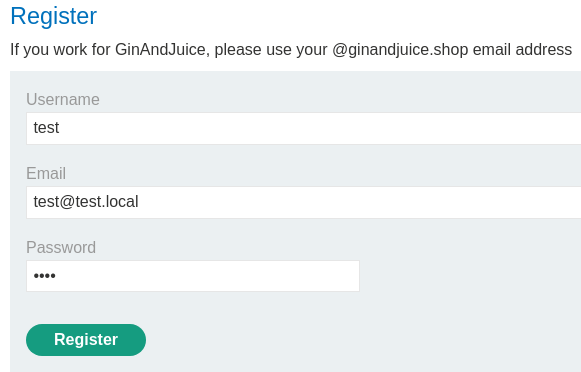 Register
If you work for GinAndJuice, please use your @ginandjuice.shop email address
Username
test
Email
test@test.local
Password
••••
Register